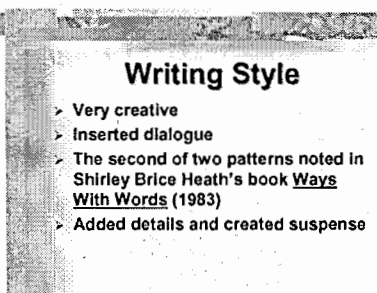 Writing Style
> Very creative
> Inserted dialogue
> The second of two patterns noted in
Shirley Brice Heath's book Ways
With Words (1983)
> Added details and created suspense